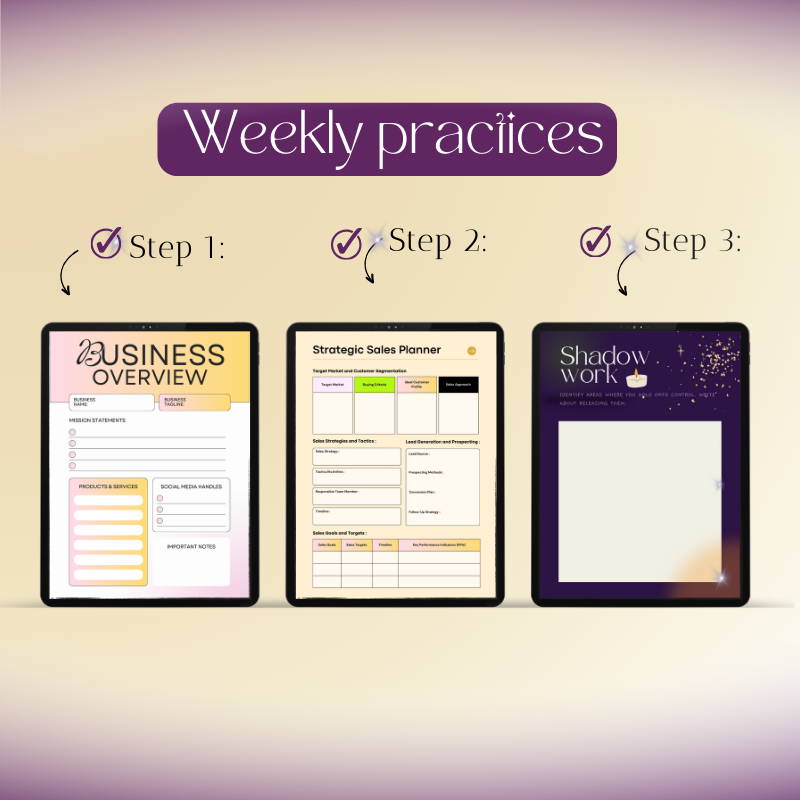 Weekly practices
Step 1:
Step 2:
Step 3:
BUSINESS
OVERVIEW
BUSINESS
NAME:
BUSINESS
TAGLINE:
MISSION STATEMENTS
PRODUCTS & SERVICES
SOCIAL MEDIA HANDLES
IMPORTANT NOTES
Strategic Sales Planner
Target Market and Customer Segmentation
Target Market
Buying Criteria
Ideal Customer
Profile
Sales Approach
Sales Strategies and Tactics :
Sales Strategy :
Tactics/Activities :
Responsible Team Member :
Timeline :
Lead Generation and Prospecting :
Lead Source :
Prospecting Methods :
Conversion Plan :
Follow-Up Strategy :
Sales Goals and Targets :
Sales Goals
Sales Targets
Timeline
Key Performance Indicators (KPIs)
Shadow
work
IDENTIFY AREAS WHERE YOU HOLD ONTO CONTROL. WRITE
ABOUT RELEASING THEM.